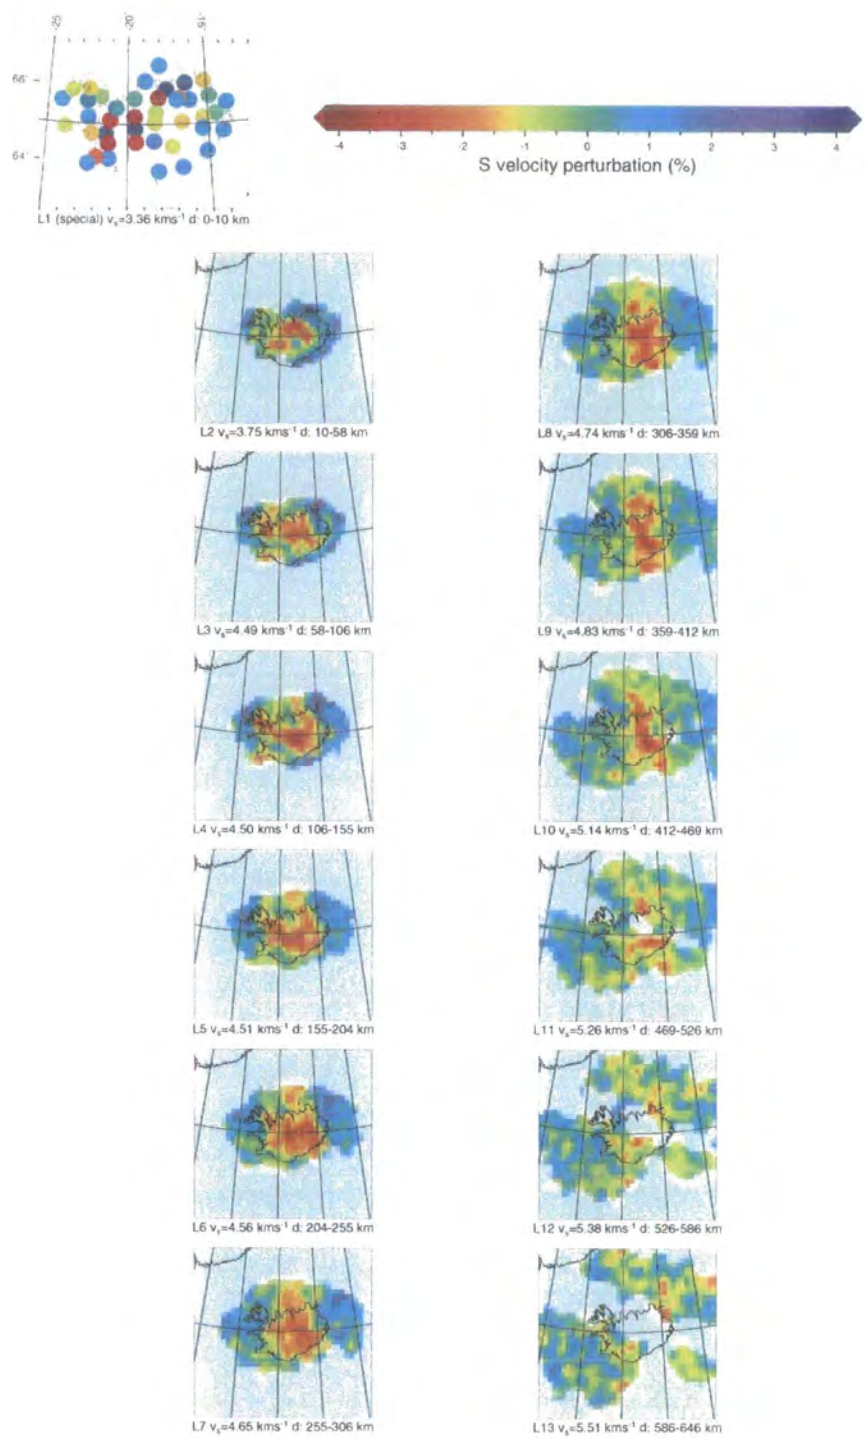 -25° -20° -15°
66°
64°
L1 (special) vs=3.36 kms-1 d: 0-10 km
-4 -3 -2 -1 0 1 2 3 4
S velocity perturbation (%)
L2 vs=3.75 kms-1 d: 10-58 km
L8 vs=4.74 kms-1 d: 306-359 km
L3 vs=4.49 kms-1 d: 58-106 km
L9 vs=4.83 kms-1 d: 359-412 km
L4 vs=4.50 kms-1 d: 106-155 km
L10 vs=5.14 kms-1 d: 412-469 km
L5 vs=4.51 kms-1 d: 155-204 km
L11 vs=5.26 kms-1 d: 469-526 km
L6 vs=4.56 kms-1 d: 204-255 km
L12 vs=5.38 kms-1 d: 526-586 km
L7 vs=4.65 kms-1 d: 255-306 km
L13 vs=5.51 kms-1 d: 586-646 km